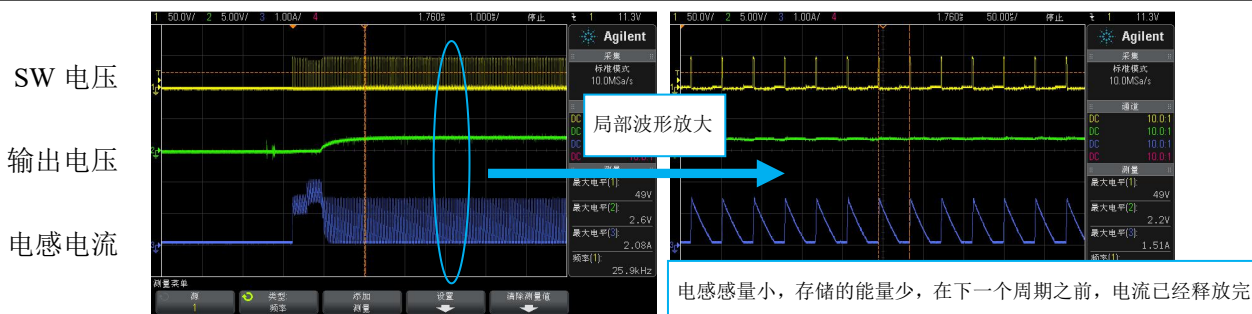 1 50.0V/ 2 5.00V/ 3 1.00A/ 4 1.760s 1.000s/ 停止 1 11.3V
Agilent
采集
标准模式
10.0MSa/s
DC
DC
DC
DC 10.0:1
测量
最大电平(1):
49V
最大电平(2):
2.6V
最大电平(3):
2.08A
频率(1):
25.9kHz
测量菜单
测
1
类型:
频率
添加
测量
设置
清除测量值
SW 电压
输出电压
电感电流
局部波形放大
1 50.0V/ 2 5.00V/ 3 1.00A/ 1.760s 50.00s/ 停止 1 11.3V
Agilent
采集
标准模式
10.0MSa/s
通道
DC 10.0:1
DC 10.0:1
DC 10.0:1
DC 10.0:1
测量
最大电平(1):
49V
最大电平(2):
2.2V
最大电平(3):
1.51A
频率(1):
电感感量小，存储的能量少，在下一个周期之前，电流已经释放完